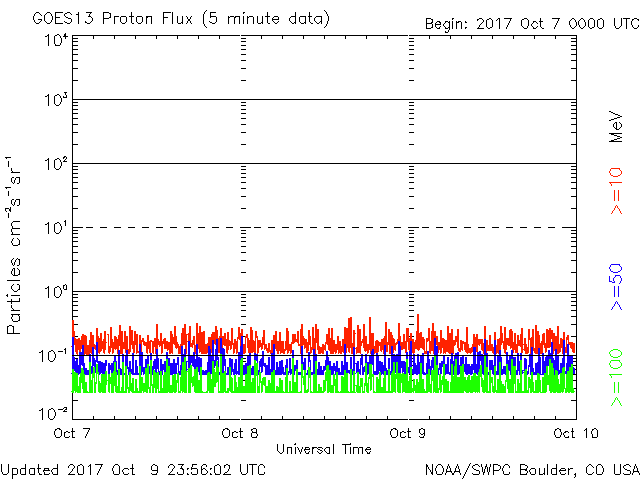 GOES13 Proton Flux (5 minute data)
Begin: 2017 Oct 7 0000 UTC
Particles cm⁻²s⁻¹sr⁻¹
10⁴
10³
10²
10¹
10⁰
10⁻¹
10⁻²
Oct 7
Oct 8
Oct 9
Oct 10
Universal Time
MeV
>=10
>=50
>=100
Updated 2017 Oct 9 23:56:02 UTC
NOAA/SWPC Boulder, CO USA